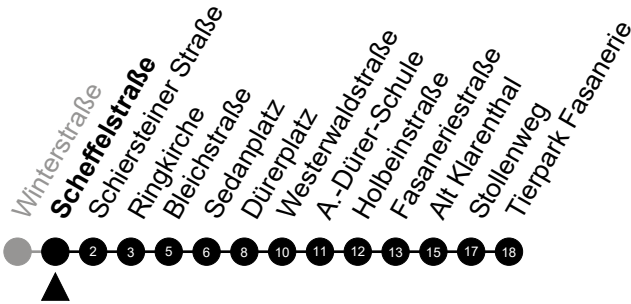 Winterstraße
Scheffelstraße
Schiersteiner Straße
Ringkirche
Bleichstraße
Sedanplatz
Dürerplatz
Westerwaldstraße
A.-Dürer-Schule
Holbeinstraße
Fasaneriestraße
Alt Klarenthal
Stollenweg
Tierpark Fasanerie
2 3 5 6 8 10 11 12 13 15 17 18